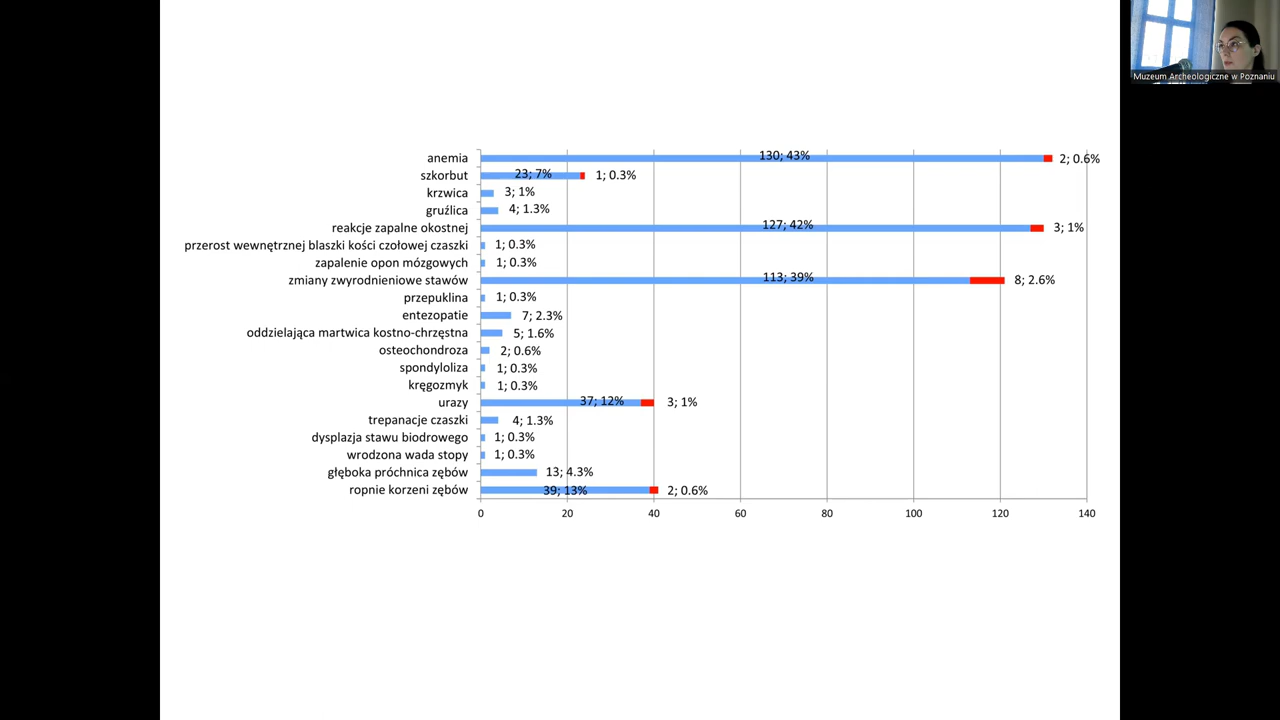 Muzeum Archeologiczne w Poznaniu
anemia 130; 43% 2; 0.6%
szkorbut 23; 7% 1; 0.3%
krzwica 3; 1%
gruźlica 4; 1.3%
reakcje zapalne okostnej 127; 42% 3; 1%
przerost wewnętrznej blaszki kości czołowej czaszki 1; 0.3%
zapalenie opon mózgowych 1; 0.3%
zmiany zwyrodnieniowe stawów 113; 39% 8; 2.6%
przepuklina 1; 0.3%
entezopatie 7; 2.3%
oddzielająca martwica kostno-chrzęstna 5; 1.6%
osteochondroza 2; 0.6%
spondyloliza 1; 0.3%
kręgozmyk 1; 0.3%
urazy 37; 12% 3; 1%
trepanacje czaszki 4; 1.3%
dysplazja stawu biodrowego 1; 0.3%
wrodzona wada stopy 1; 0.3%
głęboka próchnica zębów 13; 4.3%
ropnie korzeni zębów 39; 13% 2; 0.6%
0 20 40 60 80 100 120 140